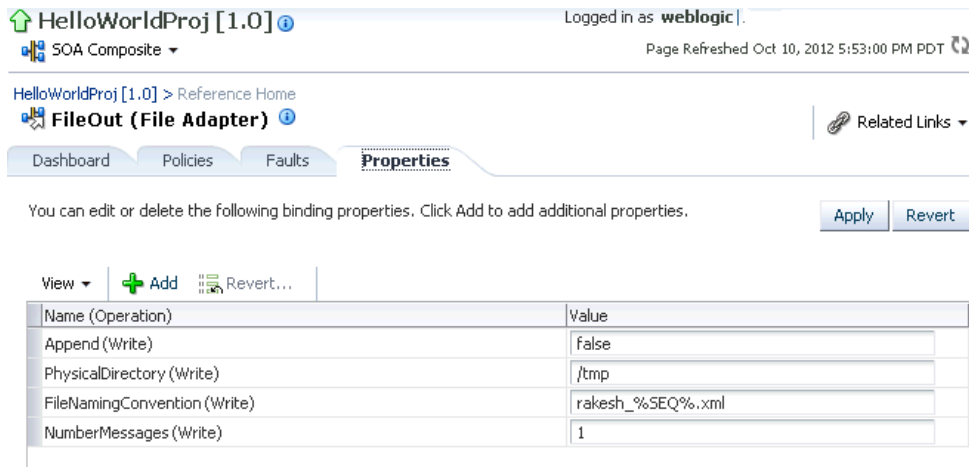 HelloWorldProj [1.0]
Logged in as weblogic|.
SOA Composite
Page Refreshed Oct 10, 2012 5:53:00 PM PDT
HelloWorldProj [1.0] > Reference Home
FileOut (File Adapter)
Related Links
Dashboard Policies Faults Properties
You can edit or delete the following binding properties. Click Add to add additional properties.
Apply Revert
View Add Revert...
Name (Operation) Value
Append (Write) false
PhysicalDirectory (Write) /tmp
FileNamingConvention (Write) rakesh_%SEQ%.xml
NumberMessages (Write) 1